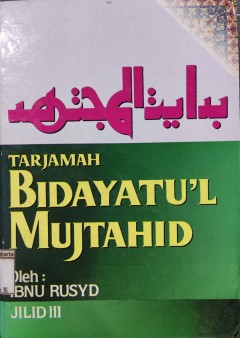 بداية المجتهد
TARJAMAH
BIDAYATU'L
MUJTAHID
Oleh :
IBNU RUSYD
JILID III